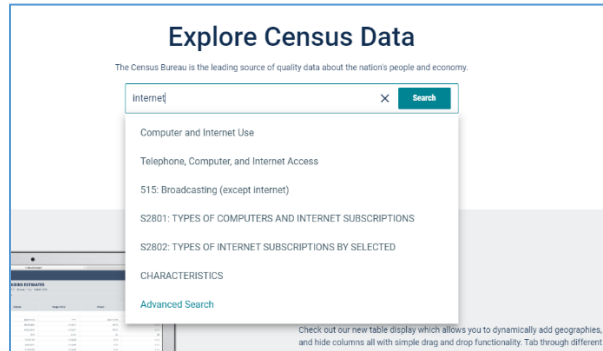 Explore Census Data
The Census Bureau is the leading source of quality data about the nation's people and economy.
internet
Search
Computer and Internet Use
Telephone, Computer, and Internet Access
515: Broadcasting (except internet)
S2801: TYPES OF COMPUTERS AND INTERNET SUBSCRIPTIONS
S2802: TYPES OF INTERNET SUBSCRIPTIONS BY SELECTED
CHARACTERISTICS
Advanced Search
Check out our new table display which allows you to dynamically add geographies,
and hide columns all with simple drag and drop functionality. Tab through different